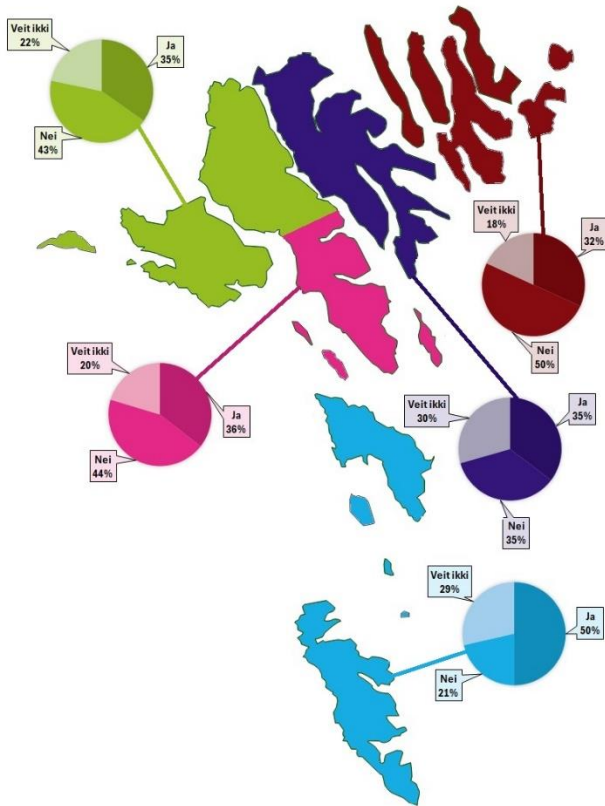 Veit ikki
22%
Ja
35%
Nei
43%
Veit ikki
18%
Ja
32%
Nei
50%
Veit ikki
20%
Ja
36%
Nei
44%
Veit ikki
30%
Ja
35%
Nei
35%
Veit ikki
29%
Ja
50%
Nei
21%